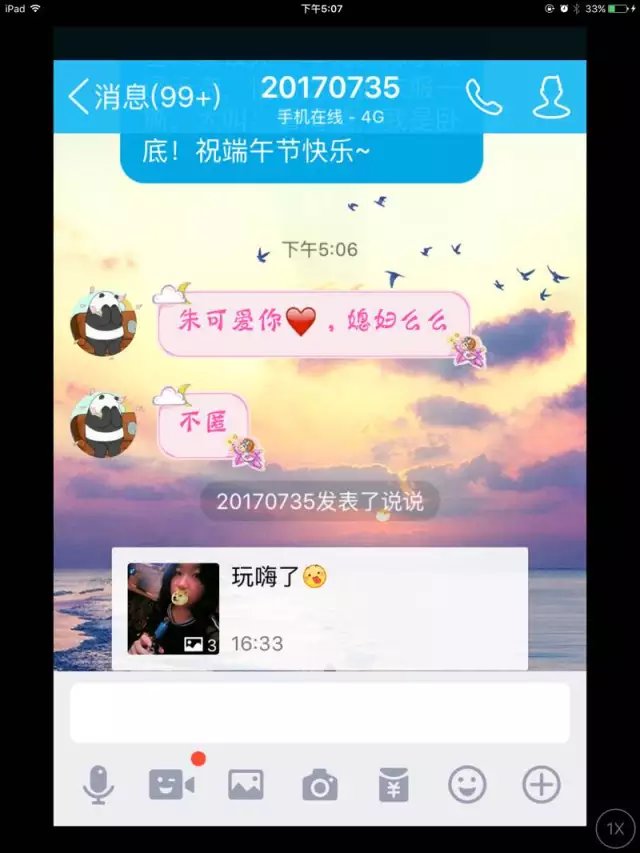 iPad
下午5:07
33%
消息(99+)
20170735
手机在线 - 4G
底！祝端午节快乐~
下午5:06
朱可爱你❤️，媳妇么么
不匿
20170735发表了说说
玩嗨了😘
3
16:33
¥
1X